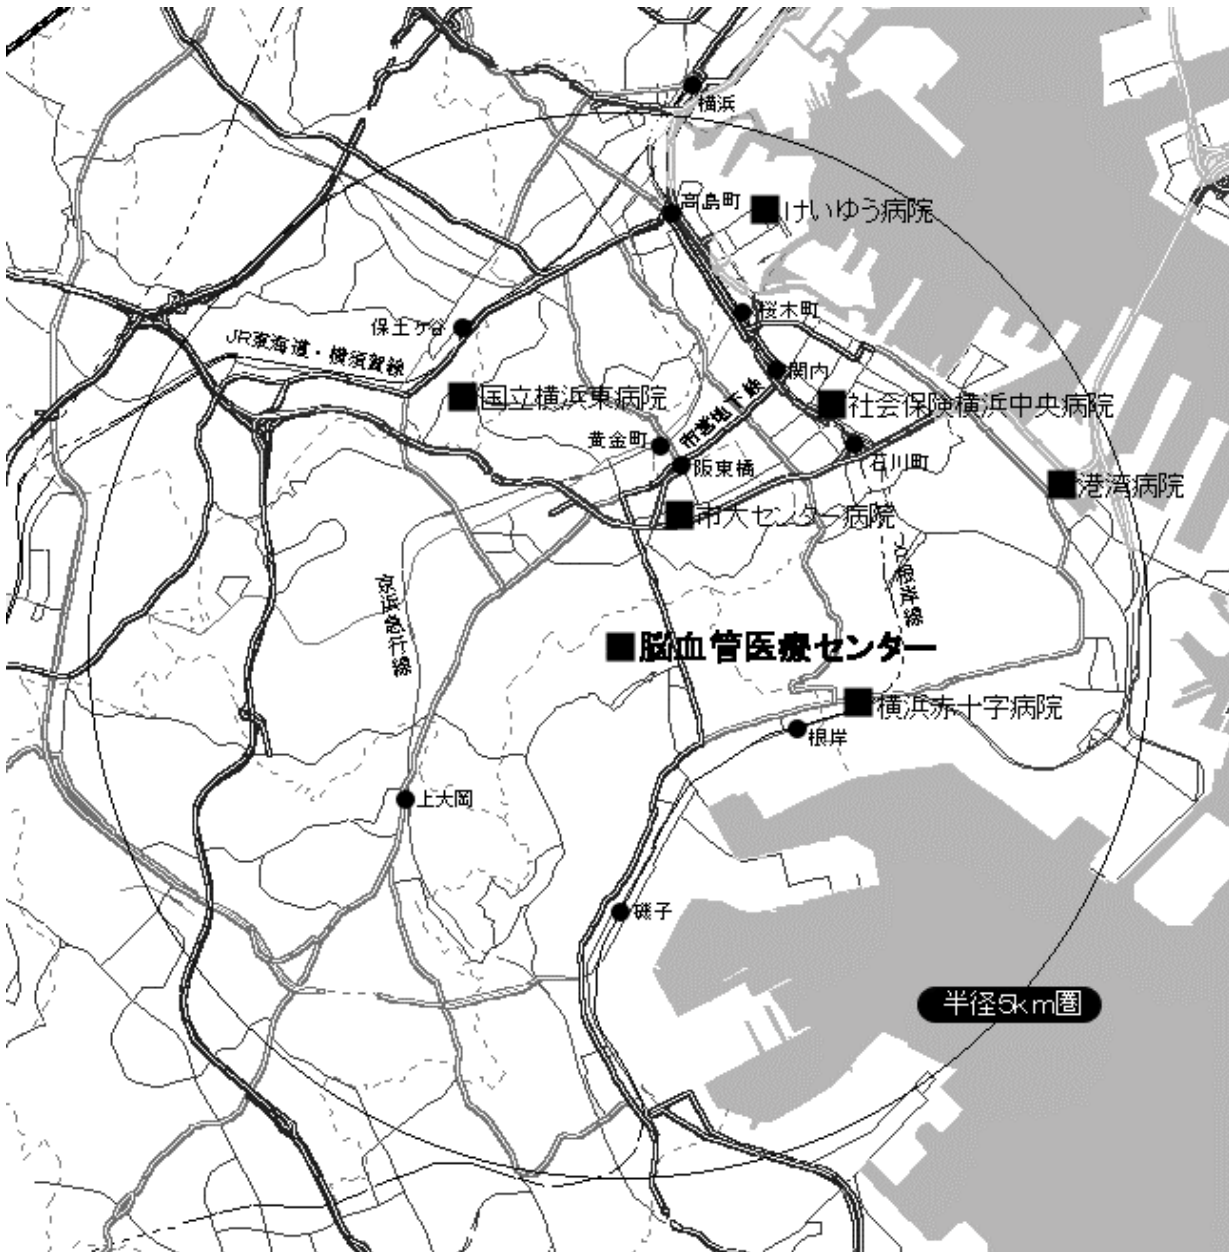 横浜
高島町
けいゆう病院
桜木町
保土ヶ谷
JR東海道・横須賀線
関内
国立横浜東病院
社会保険横浜中央病院
市営地下鉄
黄金町
阪東橋
石川町
港湾病院
市大センター病院
京浜急行線
根岸線
脳血管医療センター
横浜赤十字病院
根岸
上大岡
磯子
半径5km圏